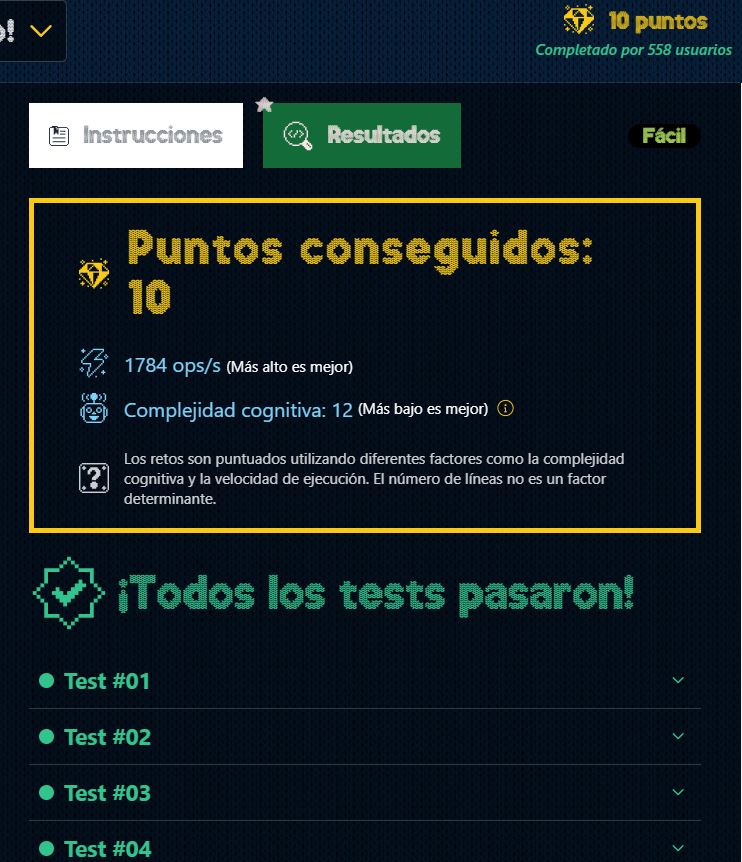 10 puntos
Completado por 558 usuarios
Instrucciones
Resultados
Fácil
Puntos conseguidos:
10
1784 ops/s (Más alto es mejor)
Complejidad cognitiva: 12 (Más bajo es mejor)
Los retos son puntuados utilizando diferentes factores como la complejidad
cognitiva y la velocidad de ejecución. El número de líneas no es un factor
determinante.
¡Todos los tests pasaron!
Test #01
Test #02
Test #03
Test #04